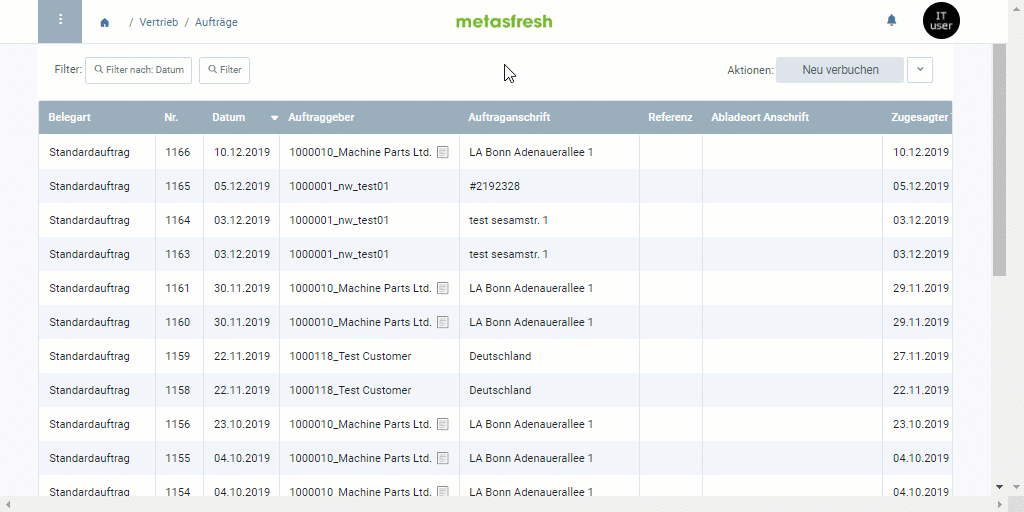 / Vertrieb / Aufträge metasfresh IT user
Filter: Filter nach: Datum Filter Aktionen: Neu verbuchen
Belegart Nr. Datum Auftraggeber Auftraganschrift Referenz Abladeort Anschrift Zugesagter
Standardauftrag 1166 10.12.2019 1000010_Machine Parts Ltd. LA Bonn Adenauerallee 1 10.12.2019
Standardauftrag 1165 05.12.2019 1000001_nw_test01 #2192328 05.12.2019
Standardauftrag 1164 03.12.2019 1000001_nw_test01 test sesamstr. 1 03.12.2019
Standardauftrag 1163 03.12.2019 1000001_nw_test01 test sesamstr. 1 03.12.2019
Standardauftrag 1161 30.11.2019 1000010_Machine Parts Ltd. LA Bonn Adenauerallee 1 29.11.2019
Standardauftrag 1160 30.11.2019 1000010_Machine Parts Ltd. LA Bonn Adenauerallee 1 29.11.2019
Standardauftrag 1159 22.11.2019 1000118_Test Customer Deutschland 27.11.2019
Standardauftrag 1158 22.11.2019 1000118_Test Customer Deutschland 22.11.2019
Standardauftrag 1156 23.10.2019 1000010_Machine Parts Ltd. LA Bonn Adenauerallee 1 23.10.2019
Standardauftrag 1155 04.10.2019 1000010_Machine Parts Ltd. LA Bonn Adenauerallee 1 04.10.2019
Standardauftrag 1154 04.10.2019 1000010_Machine Parts Ltd. LA Bonn Adenauerallee 1 04.10.2019